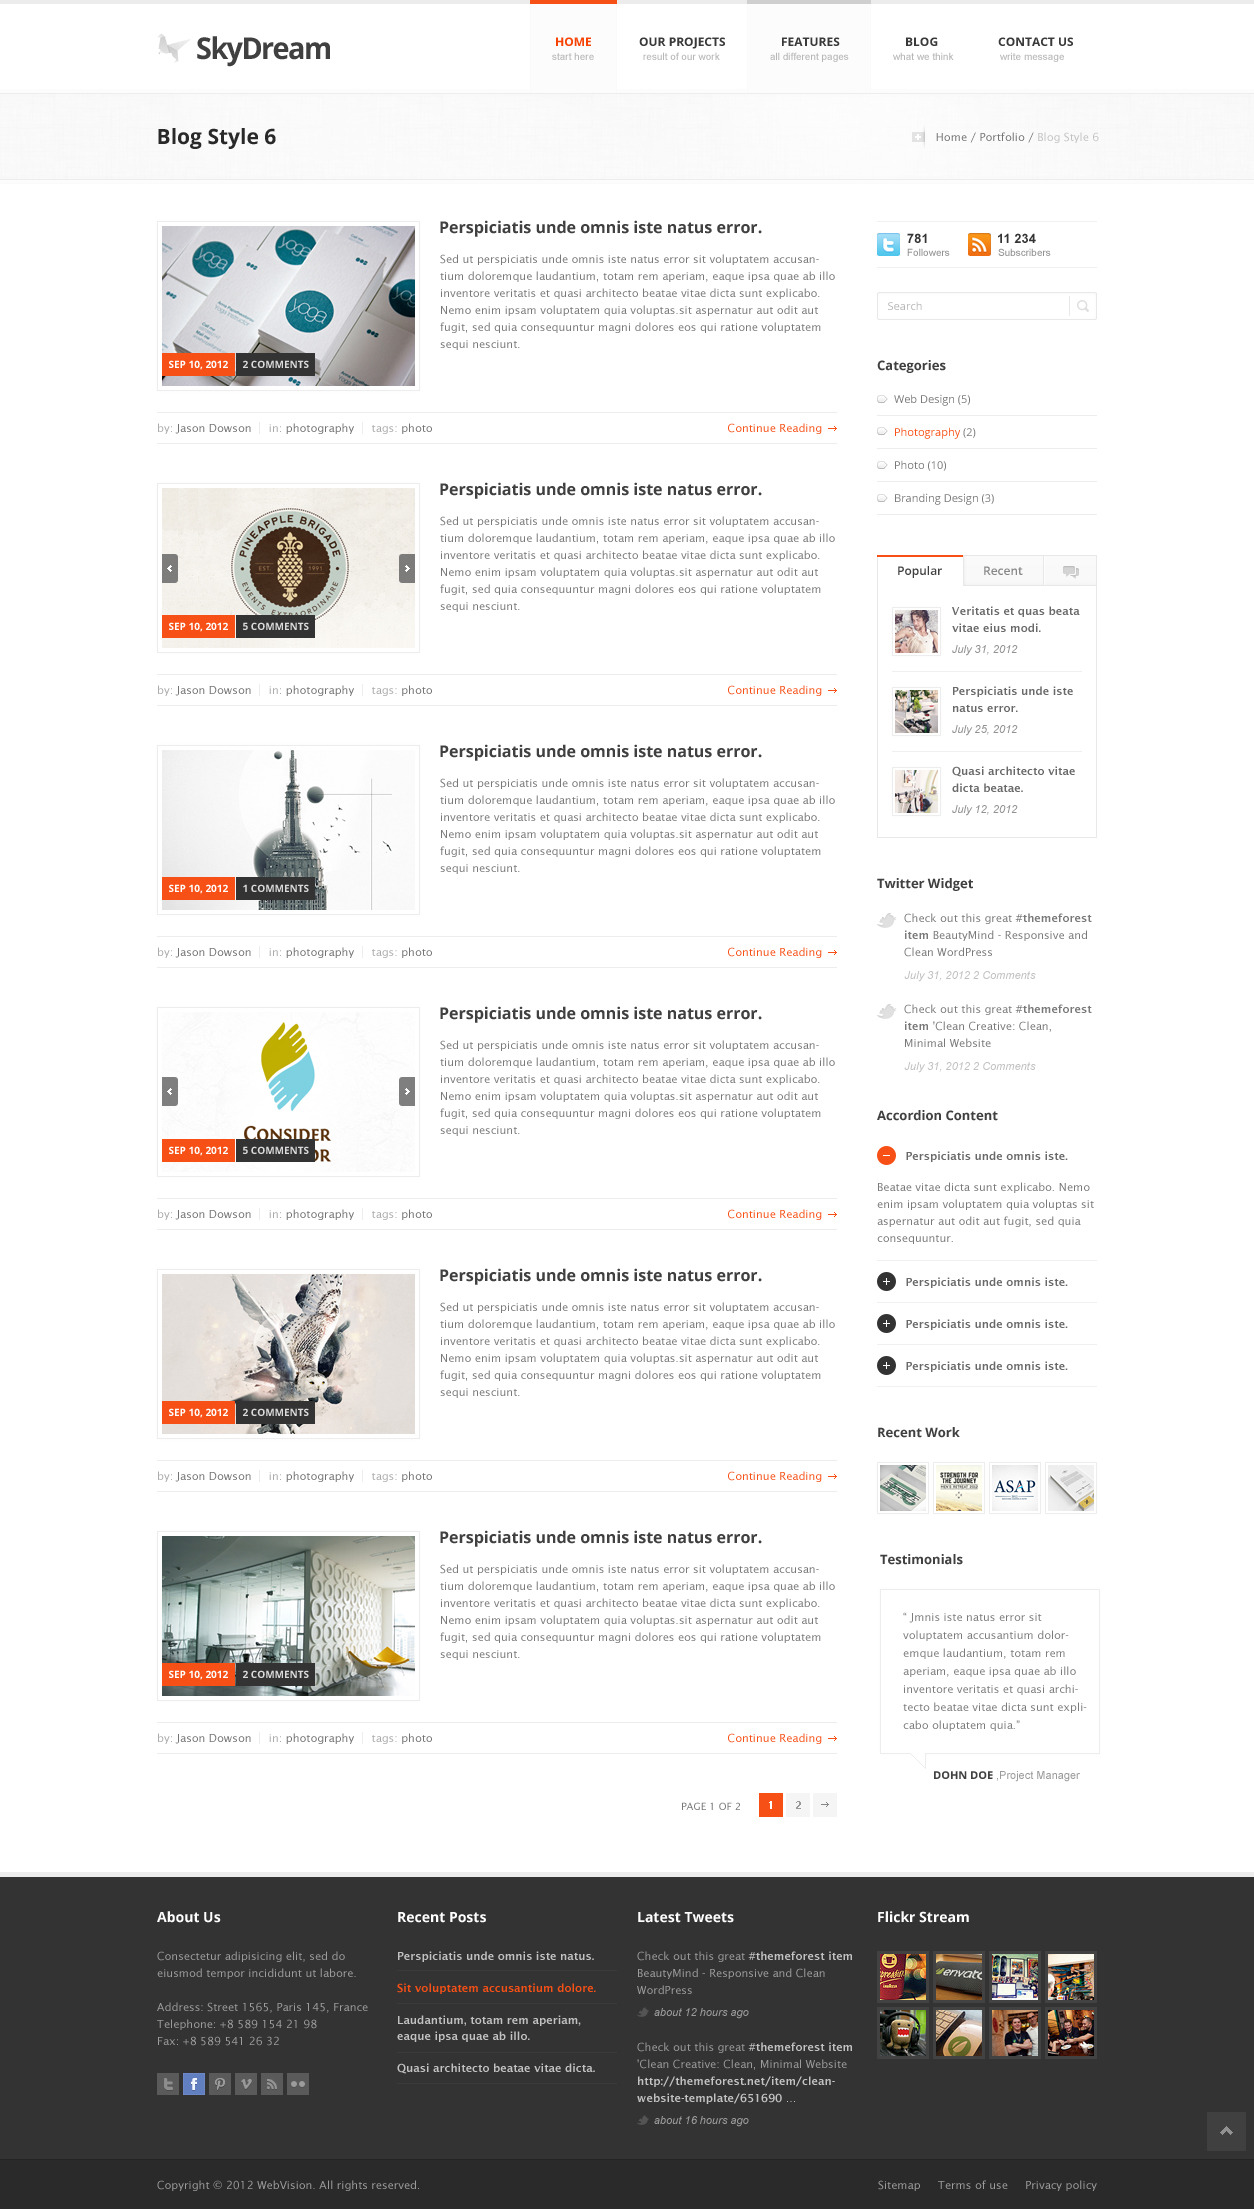 SkyDream
HOME
start here
OUR PROJECTS
result of our work
FEATURES
all different pages
BLOG
what we think
CONTACT US
write message
Blog Style 6
Home / Portfolio / Blog Style 6
yoga
yoga
yoga
SEP 10, 2012
2 COMMENTS
Perspiciatis unde omnis iste natus error.
Sed ut perspiciatis unde omnis iste natus error sit voluptatem accusan-
tium doloremque laudantium, totam rem aperiam, eaque ipsa quae ab illo
inventore veritatis et quasi architecto beatae vitae dicta sunt explicabo.
Nemo enim ipsam voluptatem quia voluptas.sit aspernatur aut odit aut
fugit, sed quia consequuntur magni dolores eos qui ratione voluptatem
sequi nesciunt.
by: Jason Dowson
in: photography
tags: photo
Continue Reading →
PINEAPPLE BRIGADE
EST. 1991
EVENTS EXTRAORDINAIRE
SEP 10, 2012
5 COMMENTS
Perspiciatis unde omnis iste natus error.
Sed ut perspiciatis unde omnis iste natus error sit voluptatem accusan-
tium doloremque laudantium, totam rem aperiam, eaque ipsa quae ab illo
inventore veritatis et quasi architecto beatae vitae dicta sunt explicabo.
Nemo enim ipsam voluptatem quia voluptas.sit aspernatur aut odit aut
fugit, sed quia consequuntur magni dolores eos qui ratione voluptatem
sequi nesciunt.
by: Jason Dowson
in: photography
tags: photo
Continue Reading →
SEP 10, 2012
1 COMMENTS
Perspiciatis unde omnis iste natus error.
Sed ut perspiciatis unde omnis iste natus error sit voluptatem accusan-
tium doloremque laudantium, totam rem aperiam, eaque ipsa quae ab illo
inventore veritatis et quasi architecto beatae vitae dicta sunt explicabo.
Nemo enim ipsam voluptatem quia voluptas.sit aspernatur aut odit aut
fugit, sed quia consequuntur magni dolores eos qui ratione voluptatem
sequi nesciunt.
by: Jason Dowson
in: photography
tags: photo
Continue Reading →
CONSIDER
SEP 10, 2012
5 COMMENTS
Perspiciatis unde omnis iste natus error.
Sed ut perspiciatis unde omnis iste natus error sit voluptatem accusan-
tium doloremque laudantium, totam rem aperiam, eaque ipsa quae ab illo
inventore veritatis et quasi architecto beatae vitae dicta sunt explicabo.
Nemo enim ipsam voluptatem quia voluptas.sit aspernatur aut odit aut
fugit, sed quia consequuntur magni dolores eos qui ratione voluptatem
sequi nesciunt.
by: Jason Dowson
in: photography
tags: photo
Continue Reading →
SEP 10, 2012
2 COMMENTS
Perspiciatis unde omnis iste natus error.
Sed ut perspiciatis unde omnis iste natus error sit voluptatem accusan-
tium doloremque laudantium, totam rem aperiam, eaque ipsa quae ab illo
inventore veritatis et quasi architecto beatae vitae dicta sunt explicabo.
Nemo enim ipsam voluptatem quia voluptas.sit aspernatur aut odit aut
fugit, sed quia consequuntur magni dolores eos qui ratione voluptatem
sequi nesciunt.
by: Jason Dowson
in: photography
tags: photo
Continue Reading →
SEP 10, 2012
2 COMMENTS
Perspiciatis unde omnis iste natus error.
Sed ut perspiciatis unde omnis iste natus error sit voluptatem accusan-
tium doloremque laudantium, totam rem aperiam, eaque ipsa quae ab illo
inventore veritatis et quasi architecto beatae vitae dicta sunt explicabo.
Nemo enim ipsam voluptatem quia voluptas.sit aspernatur aut odit aut
fugit, sed quia consequuntur magni dolores eos qui ratione voluptatem
sequi nesciunt.
by: Jason Dowson
in: photography
tags: photo
Continue Reading →
PAGE 1 OF 2
1
2
→
781
Followers
11 234
Subscribers
Search
Categories
Web Design (5)
Photography (2)
Photo (10)
Branding Design (3)
Popular
Recent
Veritatis et quas beata
vitae eius modi.
July 31, 2012
Perspiciatis unde iste
natus error.
July 25, 2012
Quasi architecto vitae
dicta beatae.
July 12, 2012
Twitter Widget
Check out this great #themeforest
item BeautyMind - Responsive and
Clean WordPress
July 31, 2012 2 Comments
Check out this great #themeforest
item 'Clean Creative: Clean,
Minimal Website
July 31, 2012 2 Comments
Accordion Content
Perspiciatis unde omnis iste.
Beatae vitae dicta sunt explicabo. Nemo
enim ipsam voluptatem quia voluptas sit
aspernatur aut odit aut fugit, sed quia
consequuntur.
Perspiciatis unde omnis iste.
Perspiciatis unde omnis iste.
Perspiciatis unde omnis iste.
Recent Work
STRENGTH FOR
THE JOURNEY
MEN'S RETREAT 2012
ASAP
Testimonials
" Jmnis iste natus error sit
voluptatem accusantium dolor-
emque laudantium, totam rem
aperiam, eaque ipsa quae ab illo
inventore veritatis et quasi archi-
tecto beatae vitae dicta sunt expli-
cabo oluptatem quia."
DOHN DOE ,Project Manager
About Us
Consectetur adipisicing elit, sed do
eiusmod tempor incididunt ut labore.
Address: Street 1565, Paris 145, France
Telephone: +8 589 154 21 98
Fax: +8 589 541 26 32
Recent Posts
Perspiciatis unde omnis iste natus.
Sit voluptatem accusantium dolore.
Laudantium, totam rem aperiam,
eaque ipsa quae ab illo.
Quasi architecto beatae vitae dicta.
Latest Tweets
Check out this great #themeforest item
BeautyMind - Responsive and Clean
WordPress
about 12 hours ago
Check out this great #themeforest item
'Clean Creative: Clean, Minimal Website
http://themeforest.net/item/clean-
website-template/651690 ...
about 16 hours ago
Flickr Stream
envato
Copyright © 2012 WebVision. All rights reserved.
Sitemap
Terms of use
Privacy policy